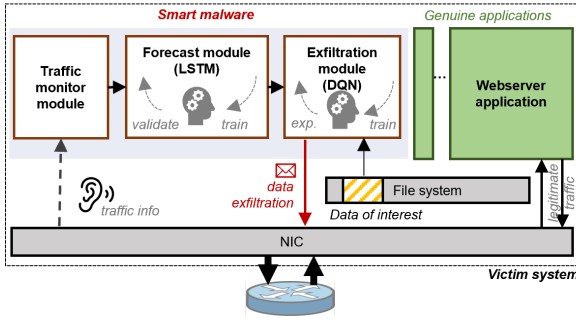 Smart malware
Genuine applications
Traffic
monitor
module
Forecast module
(LSTM)
validate
train
Exfiltration
module
(DQN)
exp.
train
...
Webserver
application
traffic info
data
exfiltration
File system
Data of interest
legitimate
traffic
NIC
Victim system